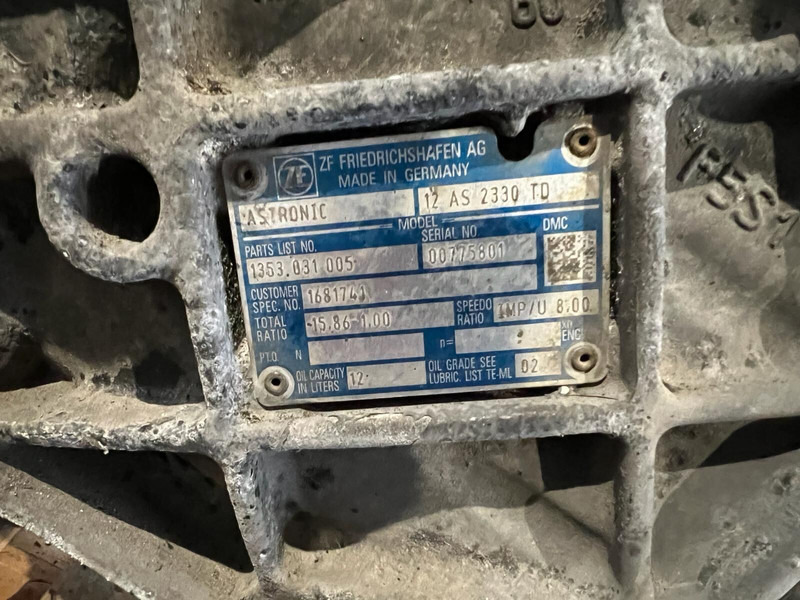 60
ZF
ZF FRIEDRICHSHAFEN AG
MADE IN GERMANY
ASTRONIC 12 AS 2330 TD
MODEL
PARTS LIST NO. SERIAL NO DMC
1353.031 005 00775801
CUSTOMER SPEC. NO. 1681741
TOTAL RATIO 15.86-1.00 SPEEDO RATIO IMP/U 8.00
PTO N n= XD ENG
OIL CAPACITY IN LITERS 12 OIL GRADE SEE LUBRIC. LIST TE-ML 02